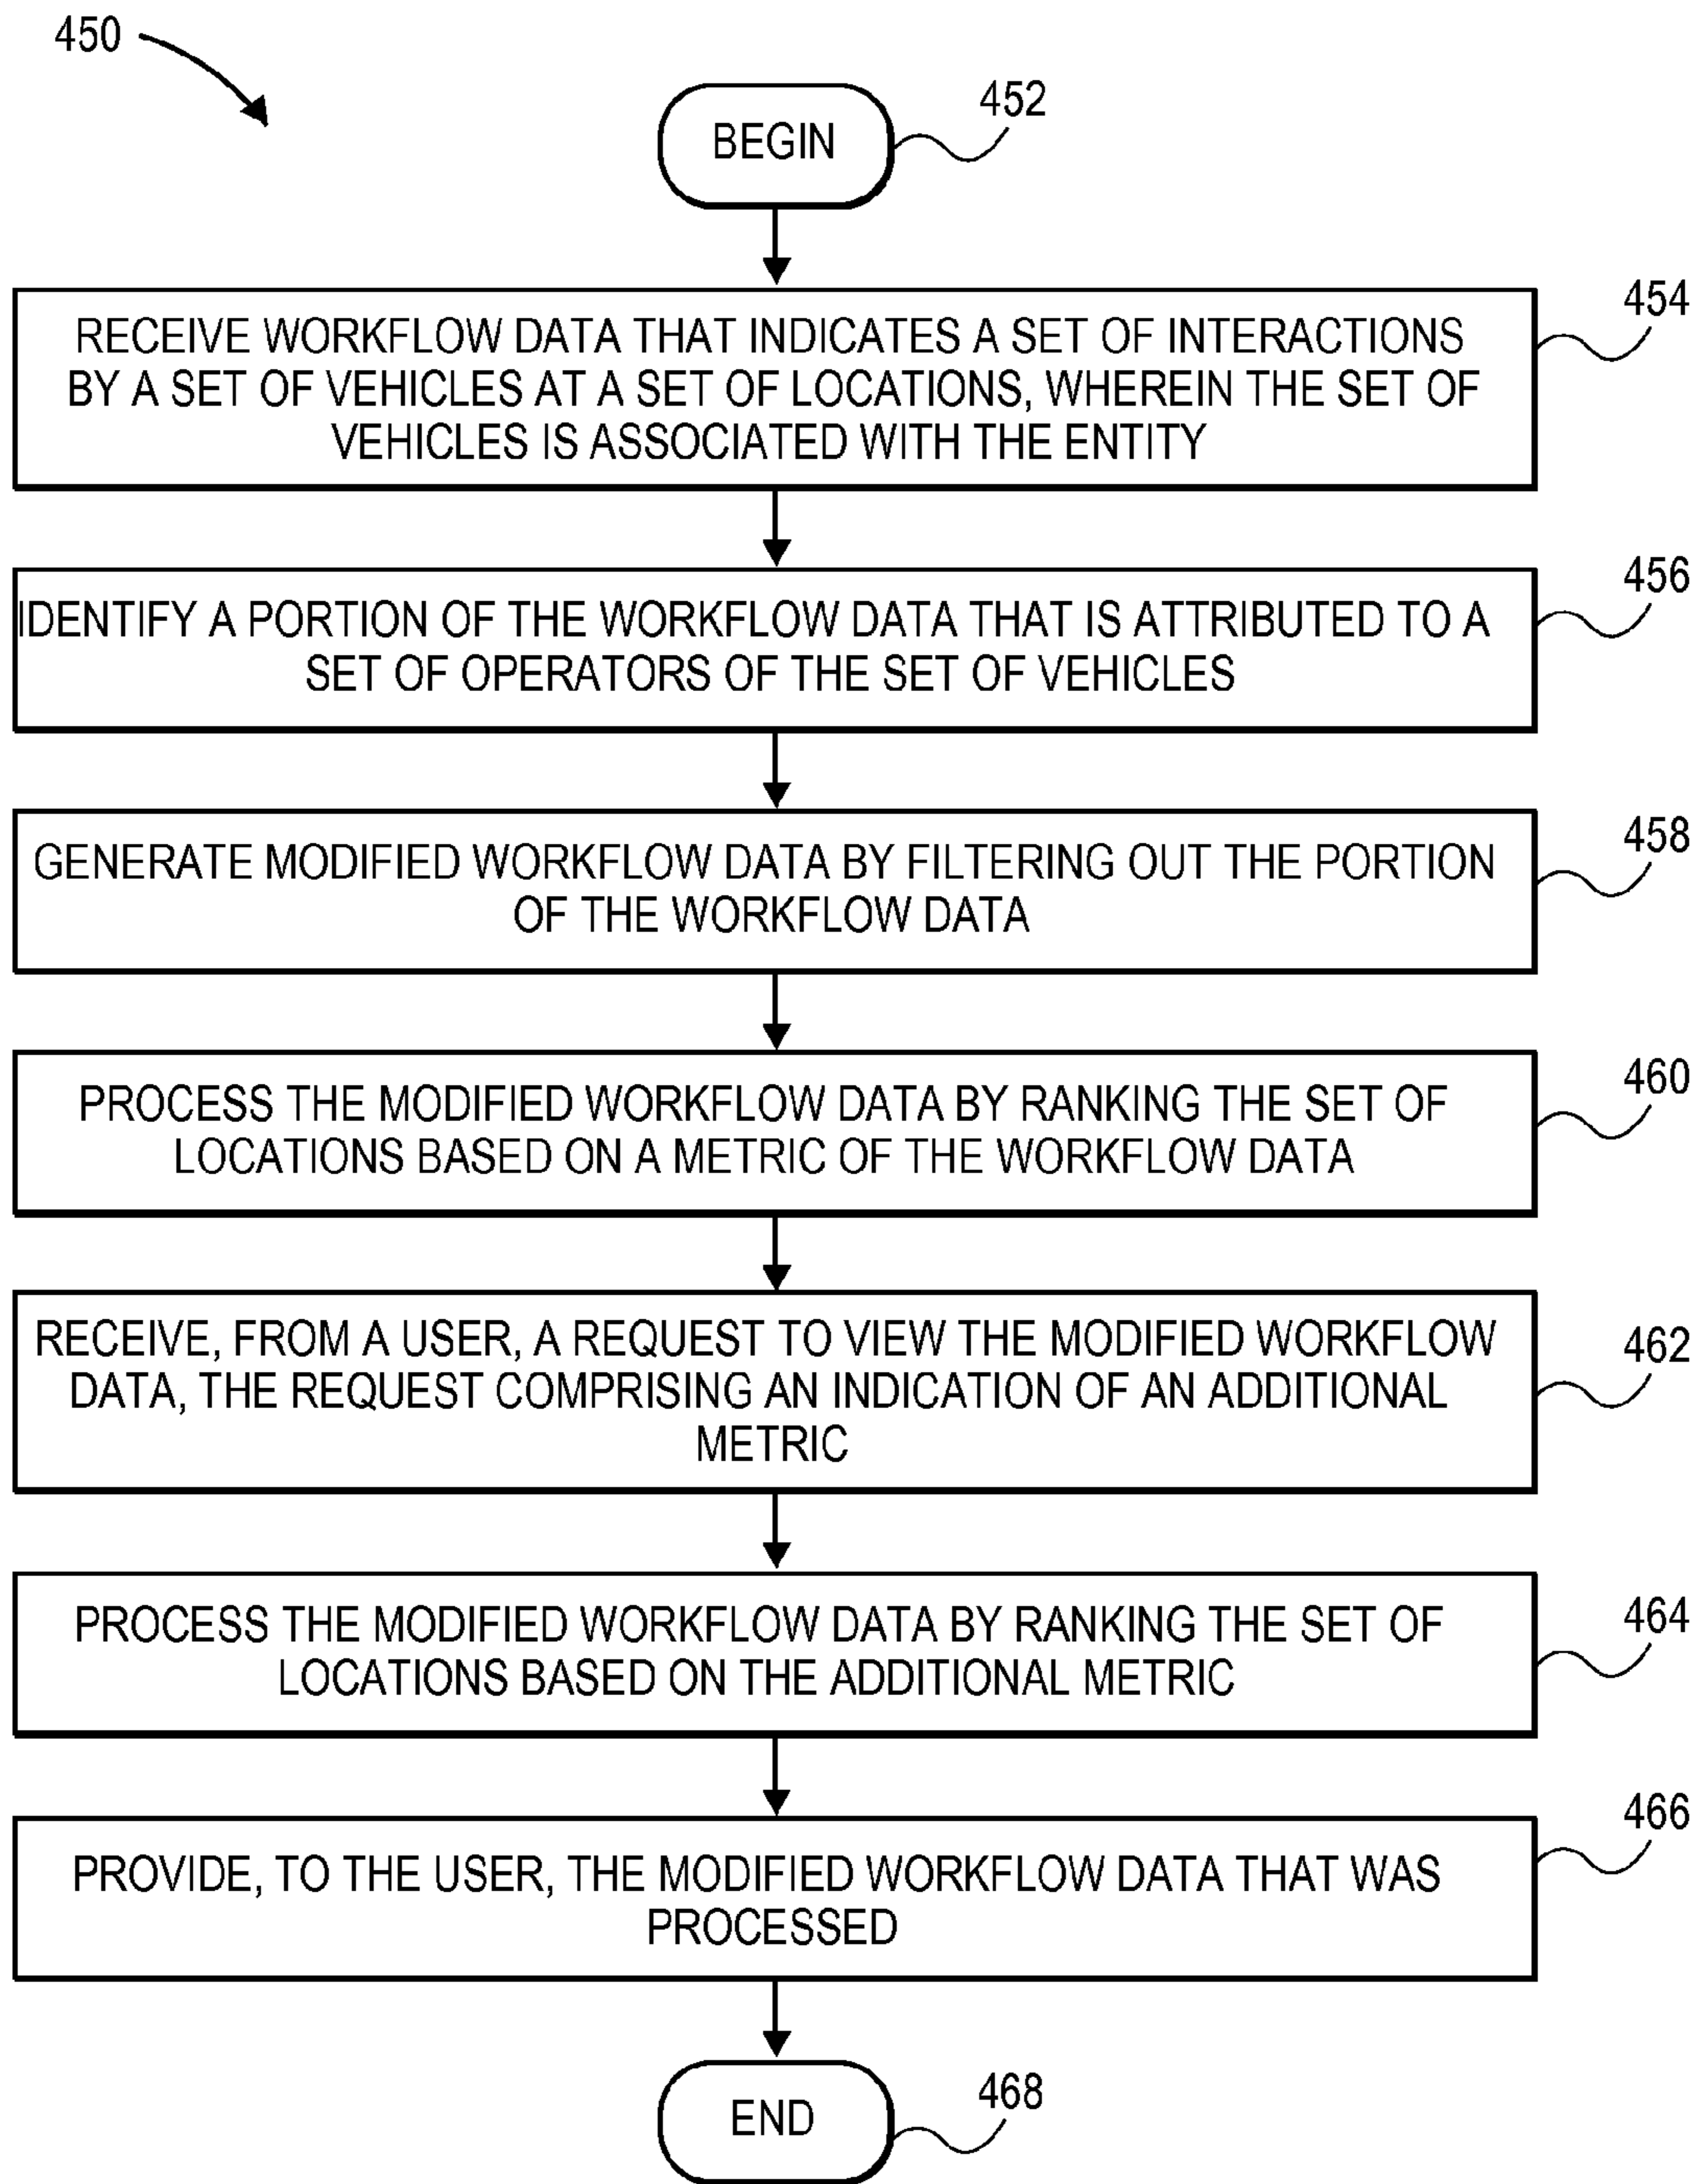 450
BEGIN
452
454
RECEIVE WORKFLOW DATA THAT INDICATES A SET OF INTERACTIONS
BY A SET OF VEHICLES AT A SET OF LOCATIONS, WHEREIN THE SET OF
VEHICLES IS ASSOCIATED WITH THE ENTITY
456
IDENTIFY A PORTION OF THE WORKFLOW DATA THAT IS ATTRIBUTED TO A
SET OF OPERATORS OF THE SET OF VEHICLES
458
GENERATE MODIFIED WORKFLOW DATA BY FILTERING OUT THE PORTION
OF THE WORKFLOW DATA
460
PROCESS THE MODIFIED WORKFLOW DATA BY RANKING THE SET OF
LOCATIONS BASED ON A METRIC OF THE WORKFLOW DATA
462
RECEIVE, FROM A USER, A REQUEST TO VIEW THE MODIFIED WORKFLOW
DATA, THE REQUEST COMPRISING AN INDICATION OF AN ADDITIONAL
METRIC
464
PROCESS THE MODIFIED WORKFLOW DATA BY RANKING THE SET OF
LOCATIONS BASED ON THE ADDITIONAL METRIC
466
PROVIDE, TO THE USER, THE MODIFIED WORKFLOW DATA THAT WAS
PROCESSED
END
468